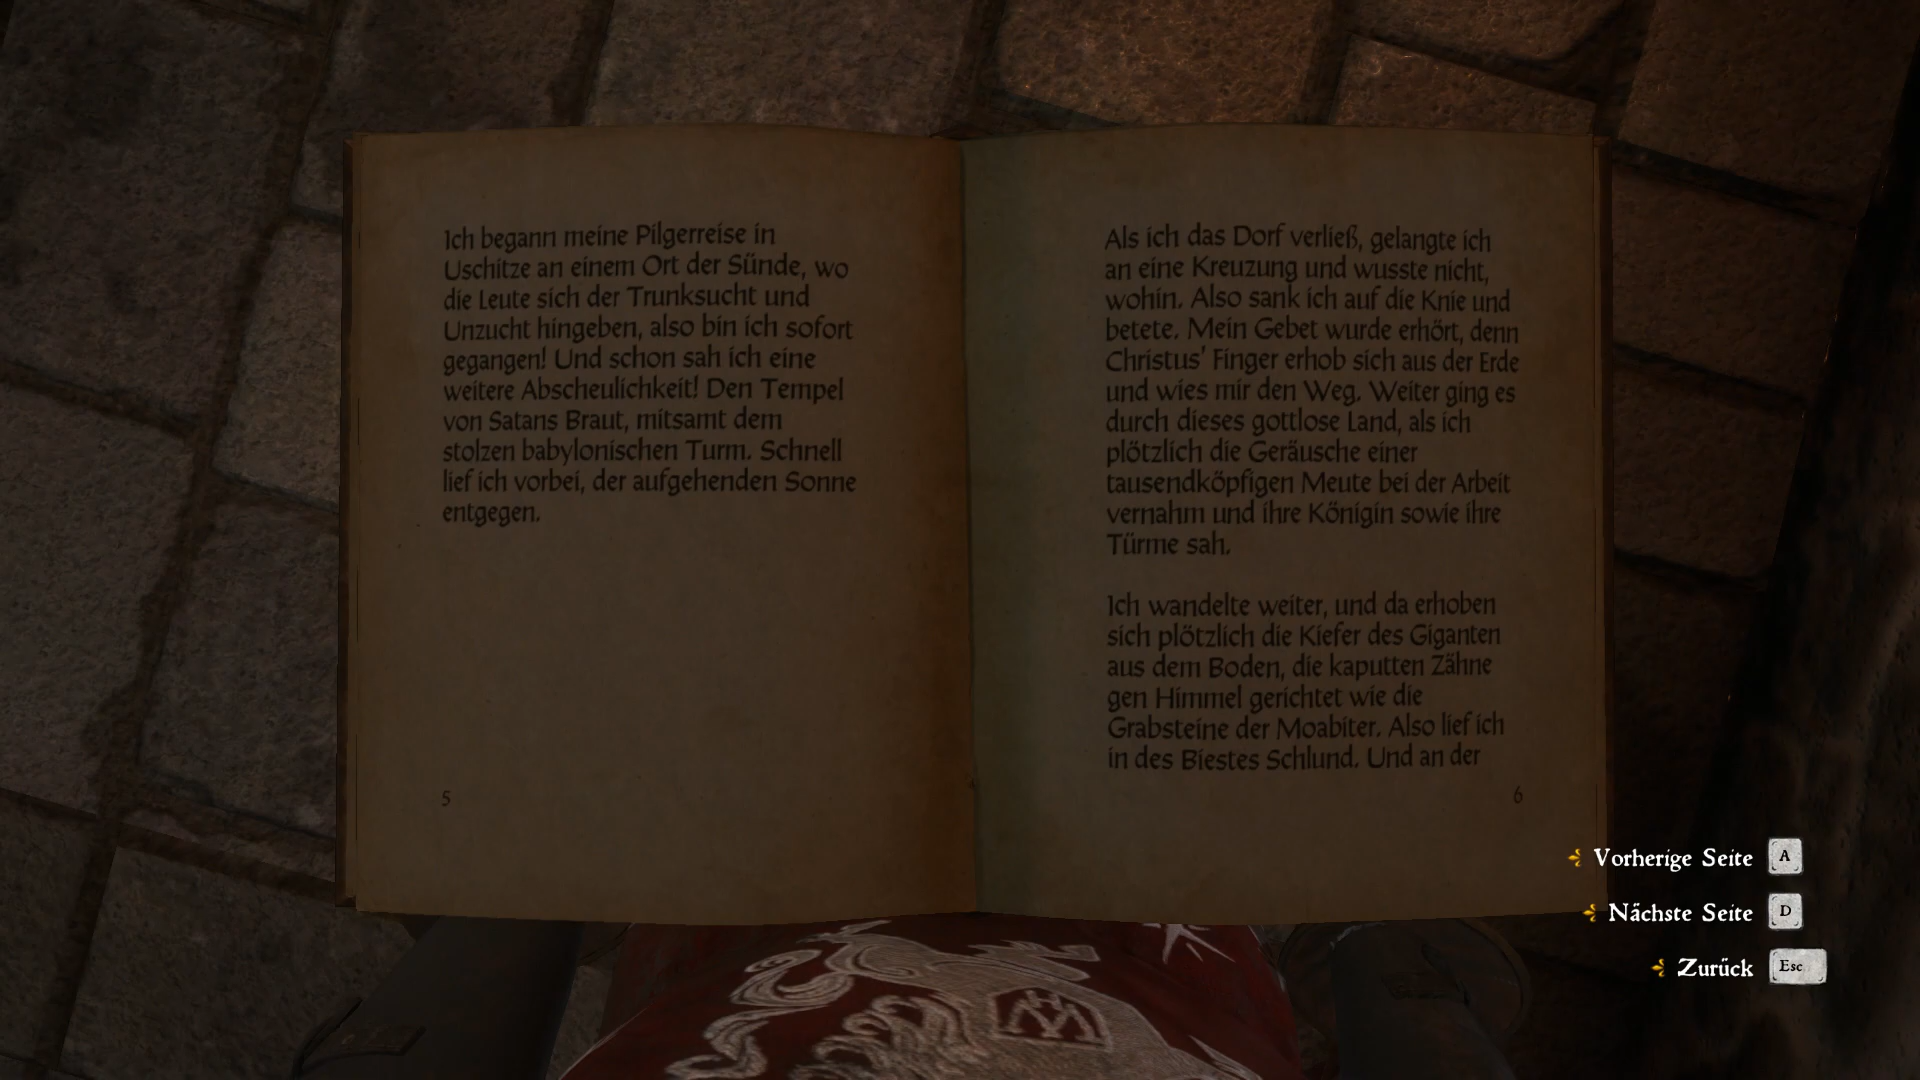 Ich begann meine Pilgerreise in
Uschitze an einem Ort der Sünde, wo
die Leute sich der Trunksucht und
Unzucht hingeben, also bin ich sofort
gegangen! Und schon sah ich eine
weitere Abscheulichkeit! Den Tempel
von Satans Braut, mitsamt dem
stolzen babylonischen Turm. Schnell
lief ich vorbei, der aufgehenden Sonne
entgegen.
5
Als ich das Dorf verließ, gelangte ich
an eine Kreuzung und wusste nicht,
wohin. Also sank ich auf die Knie und
betete. Mein Gebet wurde erhört, denn
Christus' Finger erhob sich aus der Erde
und wies mir den Weg. Weiter ging es
durch dieses gottlose Land, als ich
plötzlich die Geräusche einer
tausendköpfigen Meute bei der Arbeit
vernahm und ihre Königin sowie ihre
Türme sah.
Ich wandelte weiter, und da erhoben
sich plötzlich die Kiefer des Giganten
aus dem Boden, die kaputten Zähne
gen Himmel gerichtet wie die
Grabsteine der Moabiter. Also lief ich
in des Biestes Schlund. Und an der
6
Vorherige Seite A
Nächste Seite D
Zurück Esc